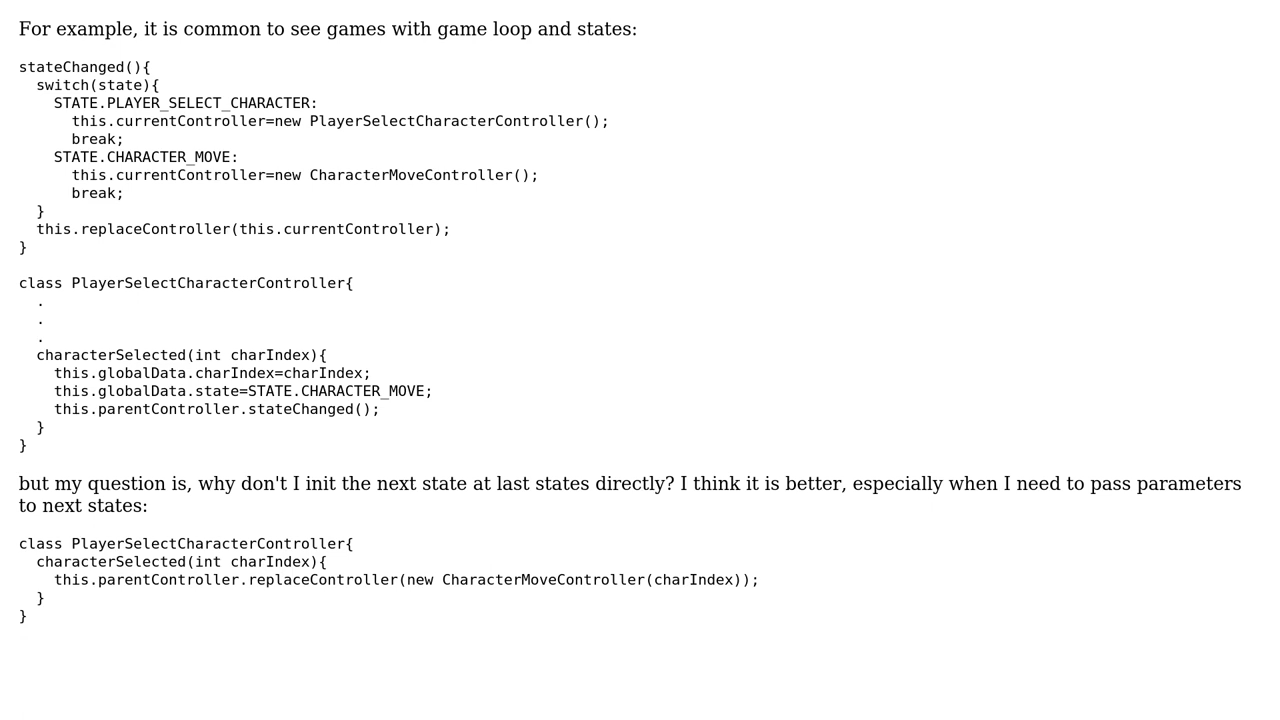 For example, it is common to see games with game loop and states:
stateChanged(){
  switch(state){
    STATE.PLAYER_SELECT_CHARACTER:
      this.currentController=new PlayerSelectCharacterController();
      break;
    STATE.CHARACTER_MOVE:
      this.currentController=new CharacterMoveController();
      break;
  }
  this.replaceController(this.currentController);
}
class PlayerSelectCharacterController{
  .
  .
  .
  characterSelected(int charIndex){
    this.globalData.charIndex=charIndex;
    this.globalData.state=STATE.CHARACTER_MOVE;
    this.parentController.stateChanged();
  }
}
but my question is, why don't I init the next state at last states directly? I think it is better, especially when I need to pass parameters
to next states:
class PlayerSelectCharacterController{
  characterSelected(int charIndex){
    this.parentController.replaceController(new CharacterMoveController(charIndex));
  }
}